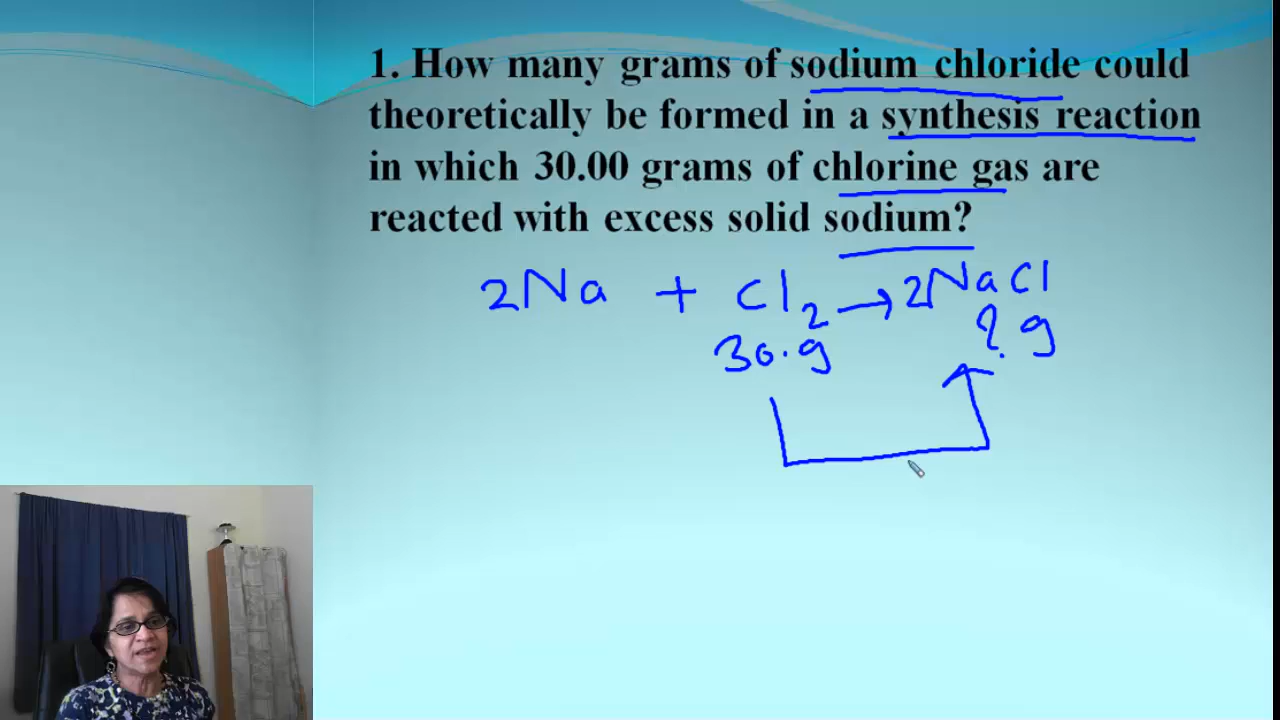 1. How many grams of sodium chloride could
theoretically be formed in a synthesis reaction
in which 30.00 grams of chlorine gas are
reacted with excess solid sodium?
2Na + Cl₂ → 2NaCl
30.g ? g